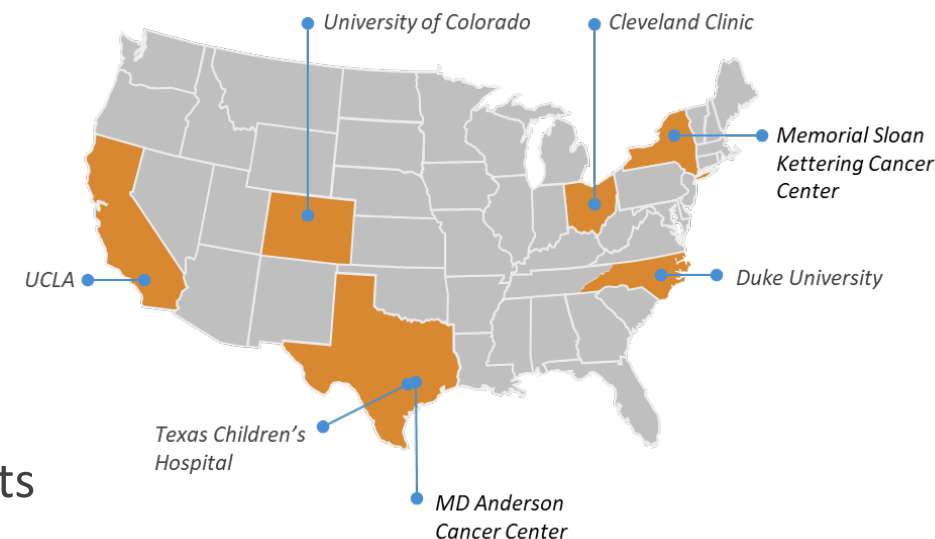 University of Colorado
Cleveland Clinic
Memorial Sloan
Kettering Cancer
Center
UCLA
Duke University
Texas Children's
Hospital
ts
MD Anderson
Cancer Center